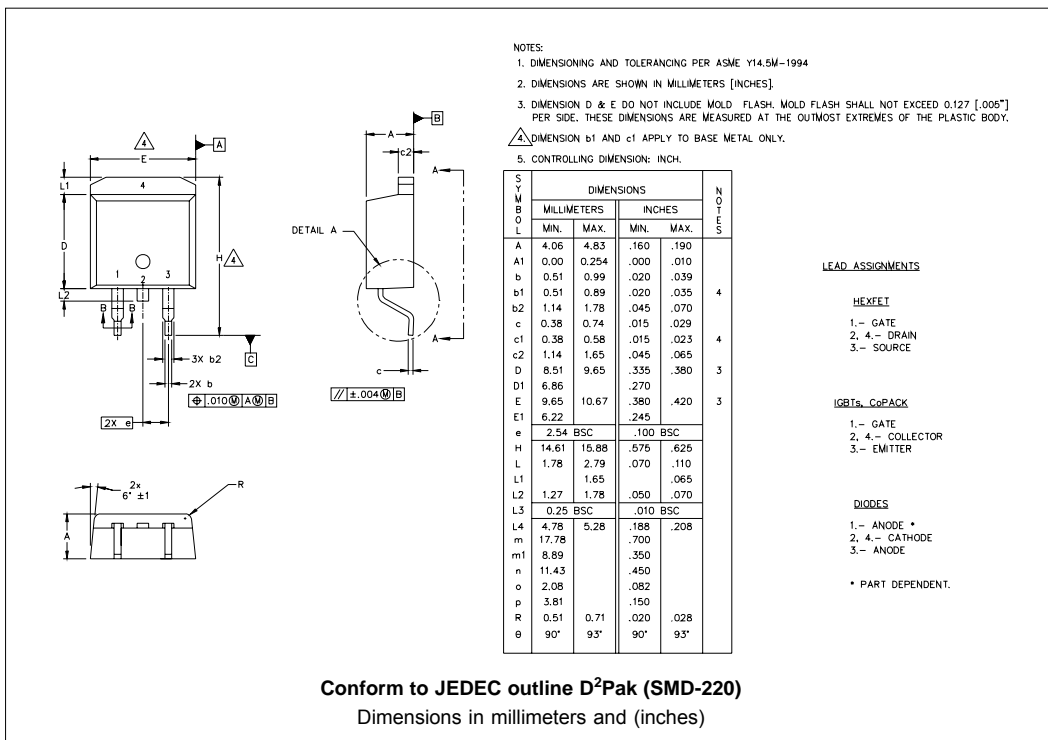 NOTES:
1. DIMENSIONING AND TOLERANCING PER ASME Y14.5M-1994
2. DIMENSIONS ARE SHOWN IN MILLIMETERS [INCHES].
3. DIMENSION D & E DO NOT INCLUDE MOLD FLASH. MOLD FLASH SHALL NOT EXCEED 0.127 [.005"]
PER SIDE. THESE DIMENSIONS ARE MEASURED AT THE OUTMOST EXTREMES OF THE PLASTIC BODY.
4. DIMENSION b1 AND c1 APPLY TO BASE METAL ONLY.
5. CONTROLLING DIMENSION: INCH.
4
E
A
L1
4
D
H 4
1 2 3
L2
B B
C
3X b2
2X b
⌖ .010Ⓜ AⓂ B
2X e
A
B
c2
A
DETAIL A
A
c
// ±.004Ⓜ B
2x
6° ±1
R
A
SYMBOL DIMENSIONS NOTES
MILLIMETERS INCHES
MIN. MAX. MIN. MAX.
A 4.06 4.83 .160 .190
A1 0.00 0.254 .000 .010
b 0.51 0.99 .020 .039
b1 0.51 0.89 .020 .035 4
b2 1.14 1.78 .045 .070
c 0.38 0.74 .015 .029
c1 0.38 0.58 .015 .023 4
c2 1.14 1.65 .045 .065
D 8.51 9.65 .335 .380 3
D1 6.86 .270
E 9.65 10.67 .380 .420 3
E1 6.22 .245
e 2.54 BSC .100 BSC
H 14.61 15.88 .575 .625
L 1.78 2.79 .070 .110
L1 1.65 .065
L2 1.27 1.78 .050 .070
L3 0.25 BSC .010 BSC
L4 4.78 5.28 .188 .208
m 17.78 .700
m1 8.89 .350
n 11.43 .450
o 2.08 .082
p 3.81 .150
R 0.51 0.71 .020 .028
θ 90° 93° 90° 93°
LEAD ASSIGNMENTS
HEXFET
1.- GATE
2, 4.- DRAIN
3.- SOURCE
IGBTs, CoPACK
1.- GATE
2, 4.- COLLECTOR
3.- EMITTER
DIODES
1.- ANODE *
2, 4.- CATHODE
3.- ANODE
* PART DEPENDENT.
Conform to JEDEC outline D²Pak (SMD-220)
Dimensions in millimeters and (inches)